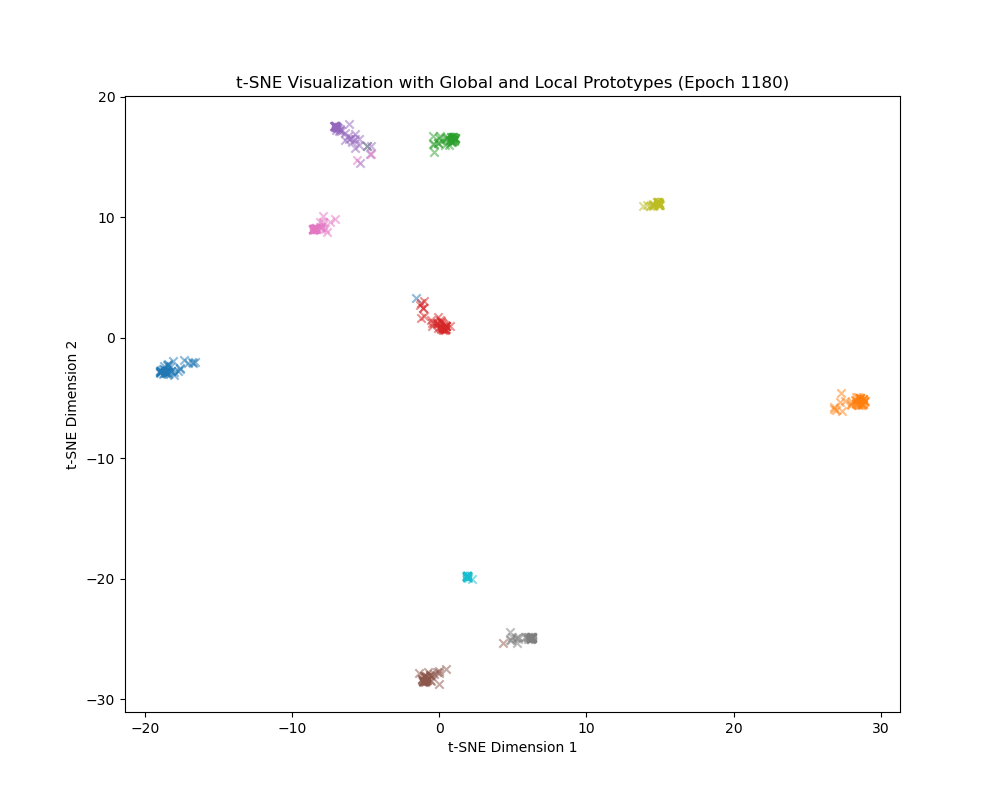 t-SNE Visualization with Global and Local Prototypes (Epoch 1180)
20
10
0
−10
−20
−30
t-SNE Dimension 2
−20 −10 0 10 20 30
t-SNE Dimension 1